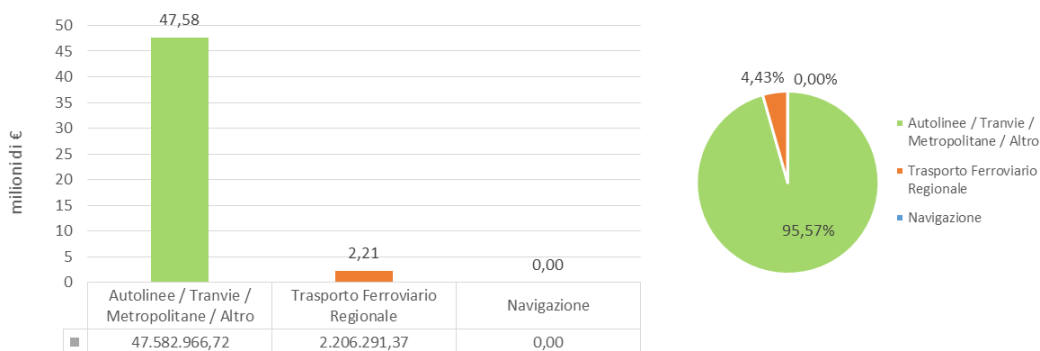 milioni di €
50
45
40
35
30
25
20
15
10
5
0
47,58
2,21
0,00
Autolinee / Tranvie /
Metropolitane / Altro
Trasporto Ferroviario
Regionale
Navigazione
47.582.966,72
2.206.291,37
0,00
4,43%
0,00%
95,57%
Autolinee / Tranvie /
Metropolitane / Altro
Trasporto Ferroviario
Regionale
Navigazione